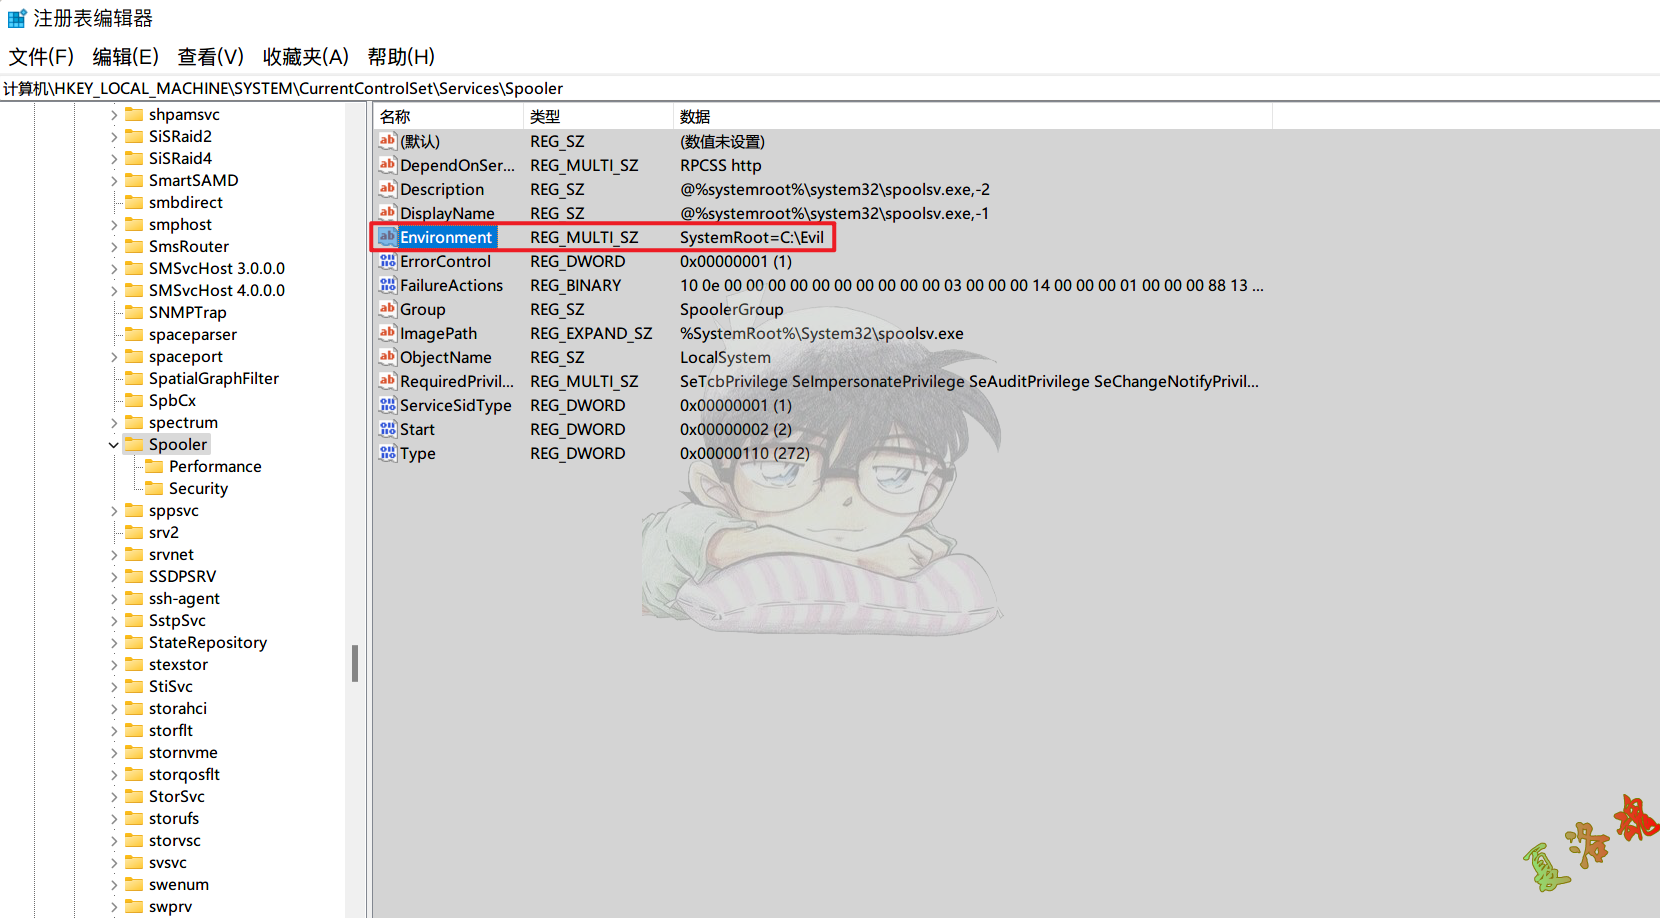 注册表编辑器
文件(F) 编辑(E) 查看(V) 收藏夹(A) 帮助(H)
计算机\HKEY_LOCAL_MACHINE\SYSTEM\CurrentControlSet\Services\Spooler
shpamsvc
SiSRaid2
SiSRaid4
SmartSAMD
smbdirect
smphost
SmsRouter
SMSvcHost 3.0.0.0
SMSvcHost 4.0.0.0
SNMPTrap
spaceparser
spaceport
SpatialGraphFilter
SpbCx
spectrum
Spooler
Performance
Security
sppsvc
srv2
srvnet
SSDPSRV
ssh-agent
SstpSvc
StateRepository
stexstor
StiSvc
storahci
storflt
stornvme
storqosflt
StorSvc
storufs
storvsc
svsvc
swenum
swprv
名称 类型 数据
(默认) REG_SZ (数值未设置)
DependOnSer... REG_MULTI_SZ RPCSS http
Description REG_SZ @%systemroot%\system32\spoolsv.exe,-2
DisplayName REG_SZ @%systemroot%\system32\spoolsv.exe,-1
Environment REG_MULTI_SZ SystemRoot=C:\Evil
ErrorControl REG_DWORD 0x00000001 (1)
FailureActions REG_BINARY 10 0e 00 00 00 00 00 00 00 00 00 00 03 00 00 00 14 00 00 00 01 00 00 00 88 13 ...
Group REG_SZ SpoolerGroup
ImagePath REG_EXPAND_SZ %SystemRoot%\System32\spoolsv.exe
ObjectName REG_SZ LocalSystem
RequiredPrivil... REG_MULTI_SZ SeTcbPrivilege SeImpersonatePrivilege SeAuditPrivilege SeChangeNotifyPrivil...
ServiceSidType REG_DWORD 0x00000001 (1)
Start REG_DWORD 0x00000002 (2)
Type REG_DWORD 0x00000110 (272)
夏洛魂